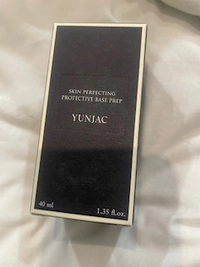 SKIN PERFECTING
PROTECTIVE BASE PREP
YUNJAC
40 ml
1.35 fl.oz.